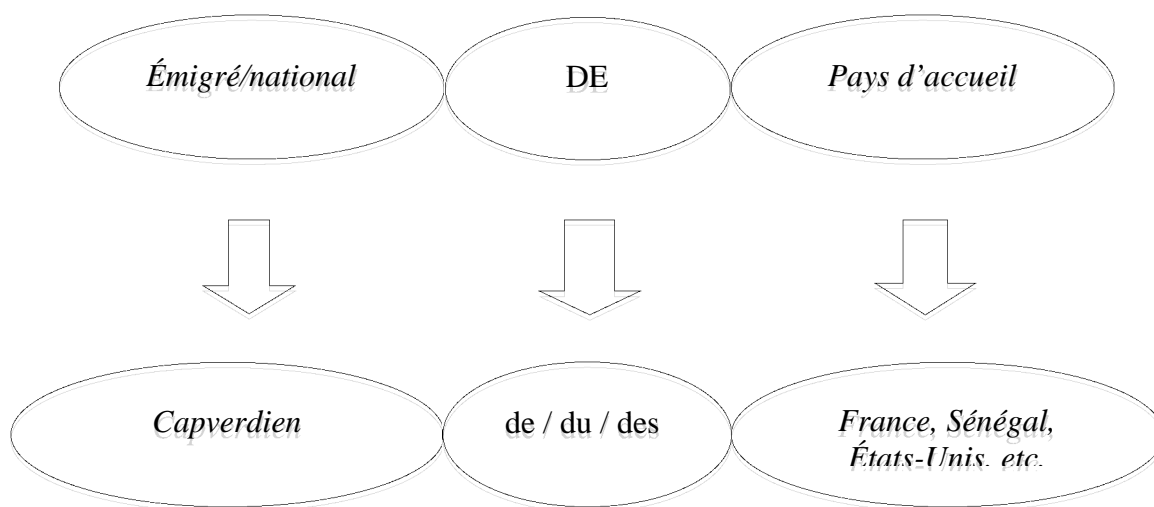 Émigré/national
DE
Pays d’accueil
Capverdien
de / du / des
France, Sénégal,
États-Unis, etc.